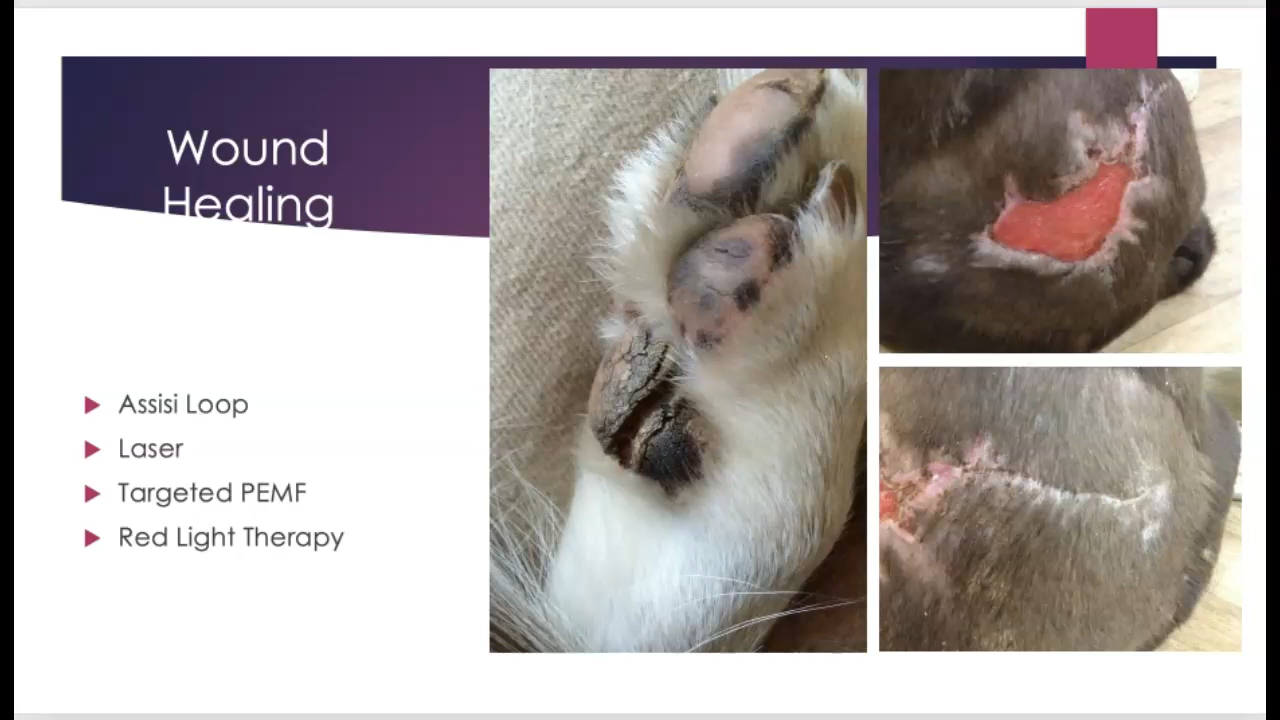 Wound
Healing
Assisi Loop
Laser
Targeted PEMF
Red Light Therapy